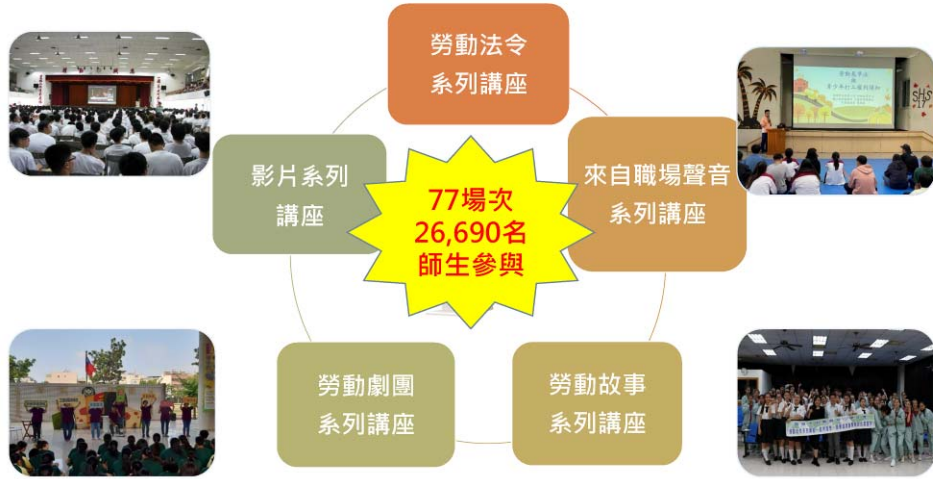 勞動法令
系列講座
影片系列
講座
77場次
26,690名
師生參與
來自職場聲音
系列講座
勞動劇團
系列講座
勞動故事
系列講座